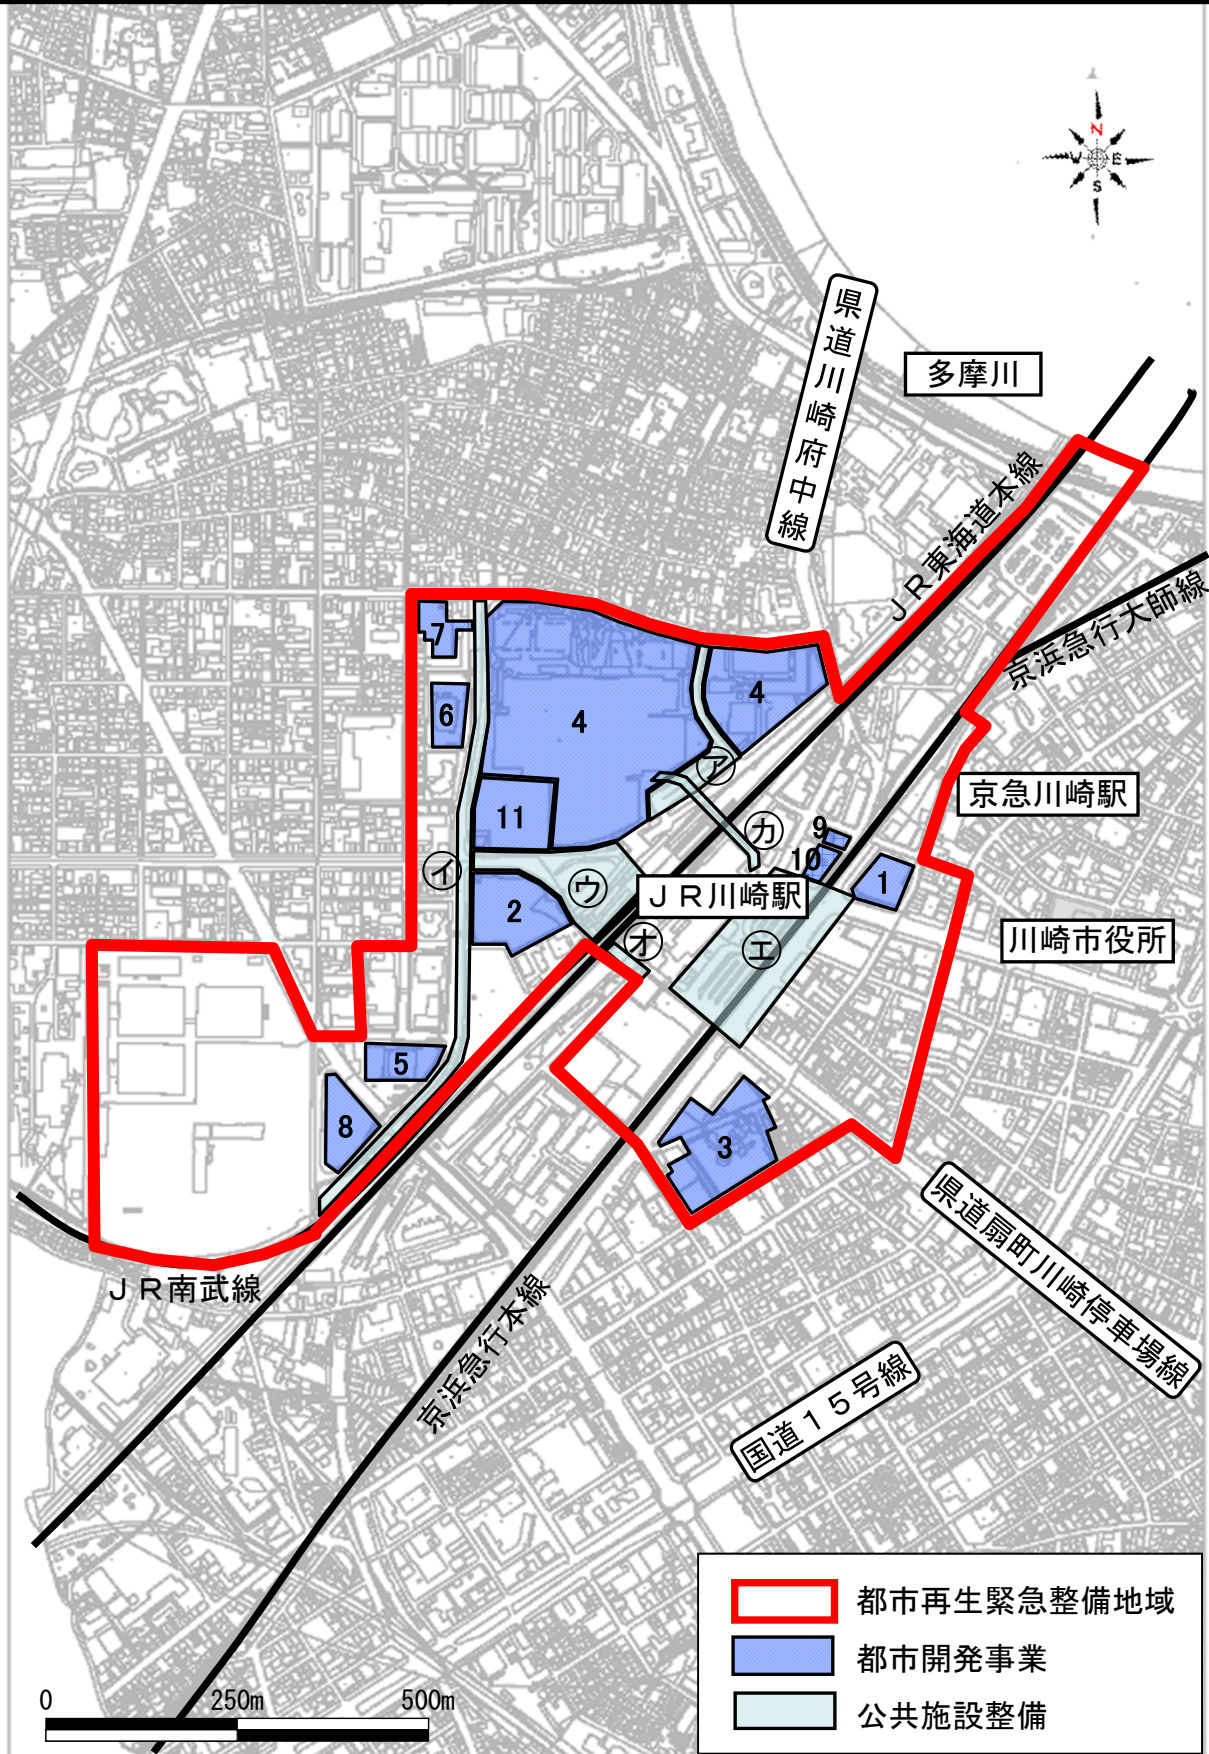 N
W
E
S
県道川崎府中線
多摩川
JR東海道本線
京浜急行大師線
7
6
4
4
㋐
京急川崎駅
11
㋕
9
10
㋑
㋒
JR川崎駅
1
2
㋔
㋓
川崎市役所
5
8
3
県道扇町川崎停車場線
JR南武線
京浜急行本線
国道15号線
都市再生緊急整備地域
都市開発事業
公共施設整備
0
250m
500m